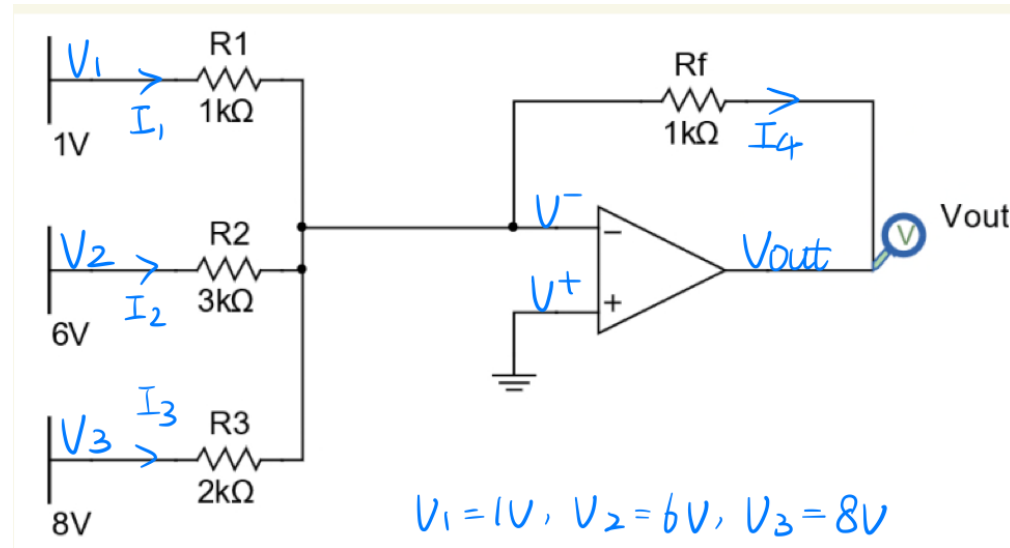 R1
V1
I1
1kΩ
1V
Rf
1kΩ
I4
V-
Vout
Vout
V
R2
V2
I2
3kΩ
6V
V+
-
+
I3
R3
V3
2kΩ
8V
V1=1V, V2=6V, V3=8V